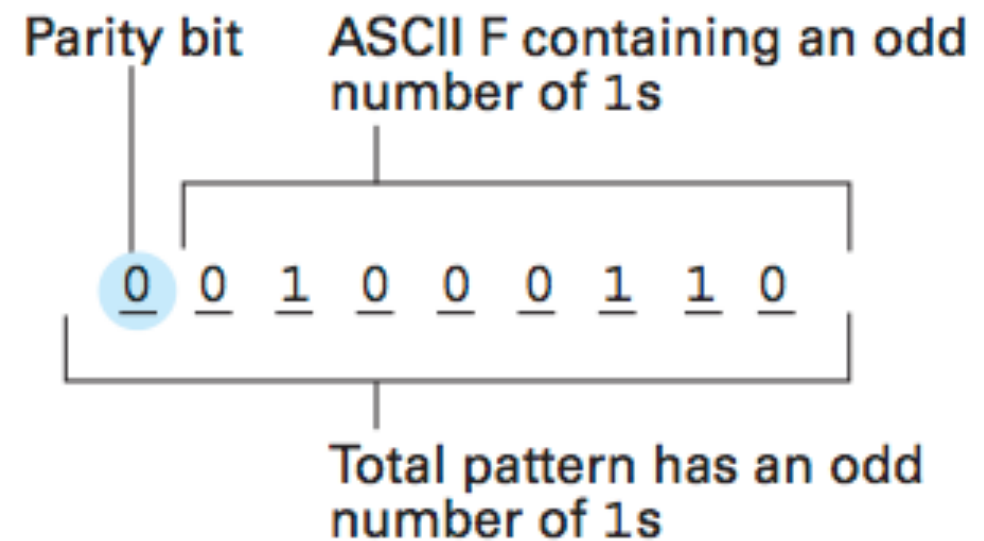 Parity bit
ASCII F containing an odd
number of 1s
0 0 1 0 0 0 1 1 0
Total pattern has an odd
number of 1s